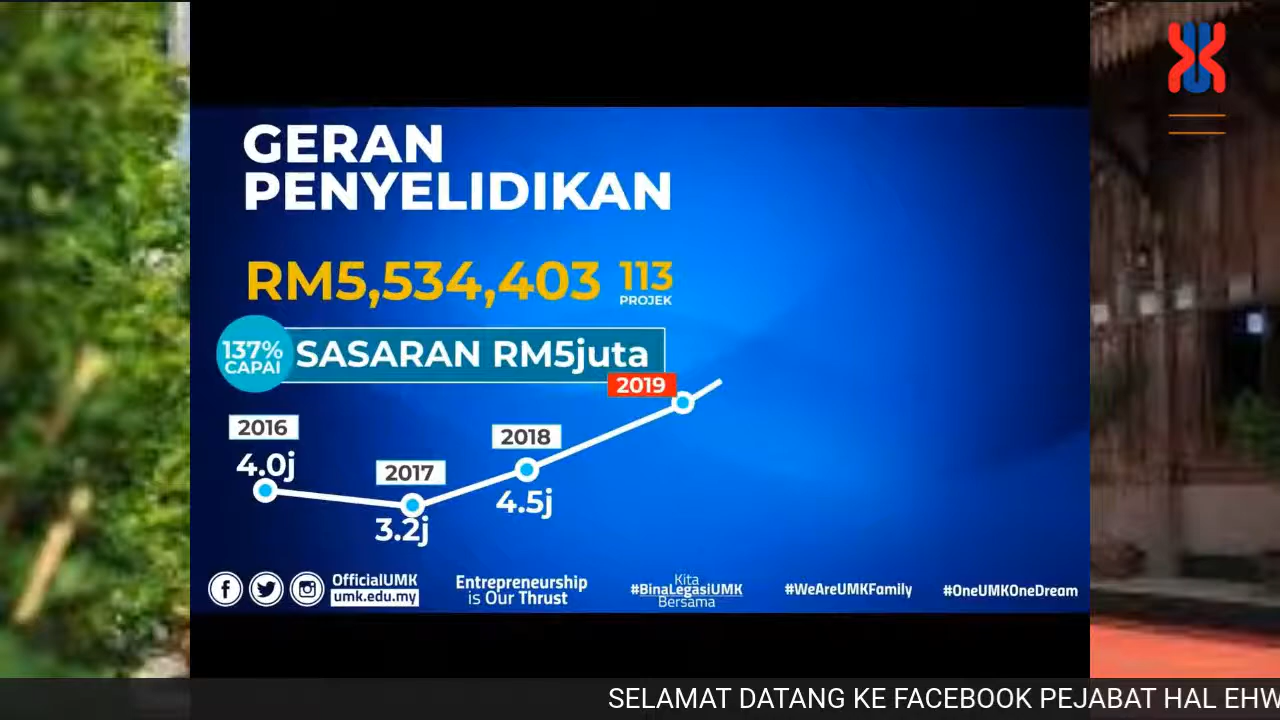 GERAN
PENYELIDIKAN
RM5,534,403
113
PROJEK
137%
CAPAI
SASARAN RM5juta
2019
2016
4.0j
2017
3.2j
2018
4.5j
OfficialUMK
umk.edu.my
Entrepreneurship
is Our Thrust
Kita
#BinaLegasiUMK
Bersama
#WeAreUMKFamily
#OneUMKOneDream
SELAMAT DATANG KE FACEBOOK PEJABAT HAL EHW